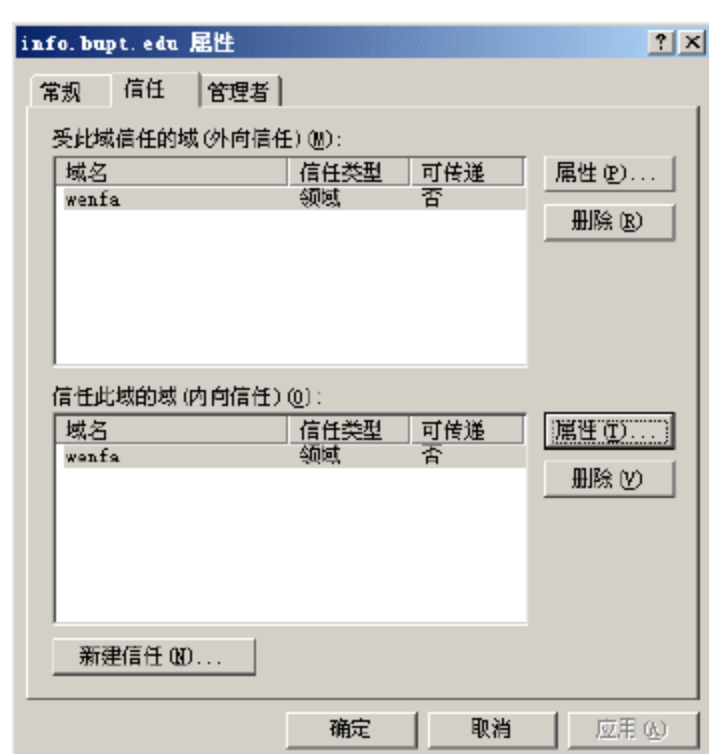 info.bupt.edu 属性
常规 信任 管理者
受此域信任的域(外向信任)(M):
域名 信任类型 可传递 属性(P)...
wenfa 领域 否
删除(R)
信任此域的域(内向信任)(O):
域名 信任类型 可传递 属性(T)...
wenfa 领域 否
删除(V)
新建信任(N)...
确定 取消 应用(A)